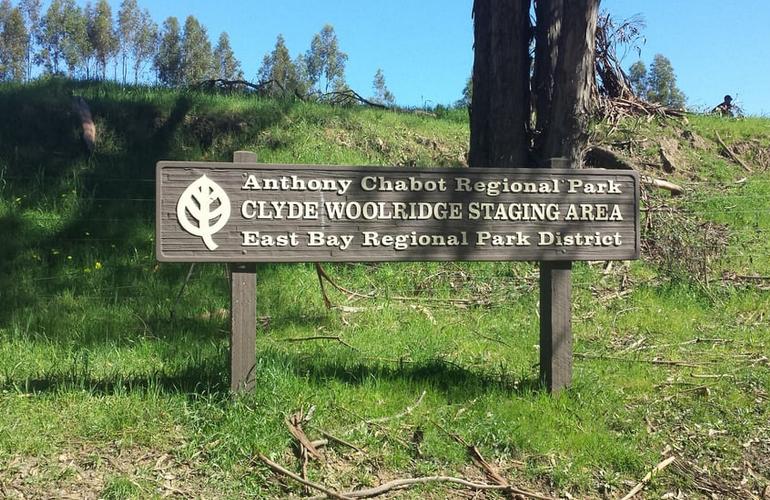 Anthony Chabot Regional Park
CLYDE WOOLRIDGE STAGING AREA
East Bay Regional Park District